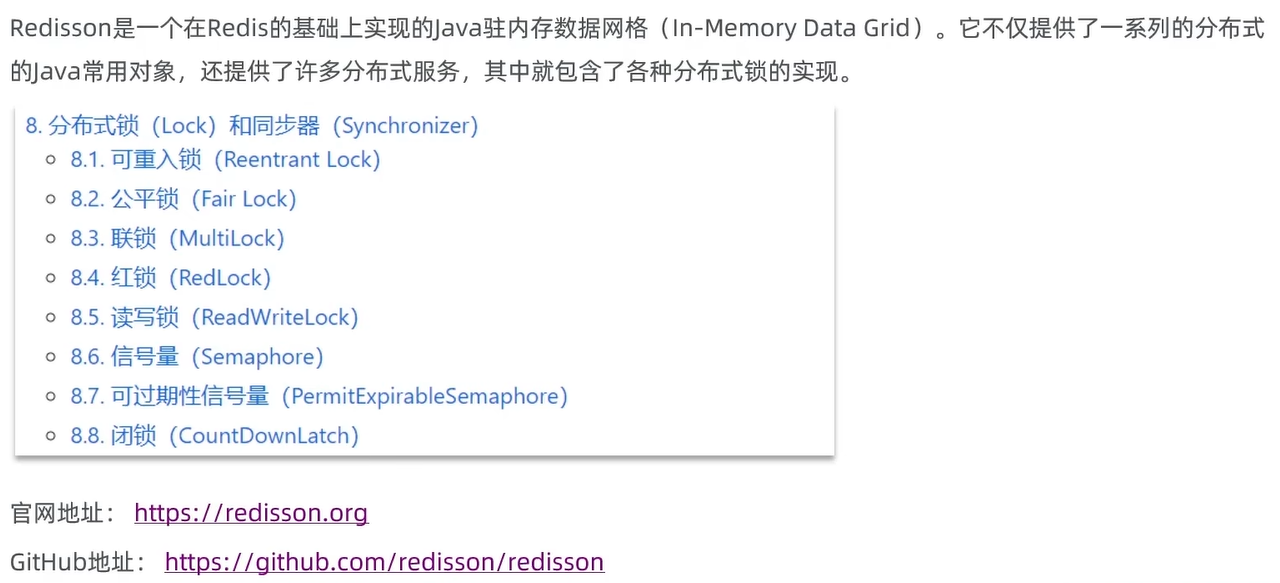 Redisson是一个在Redis的基础上实现的Java驻内存数据网格（In-Memory Data Grid）。它不仅提供了一系列的分布式
的Java常用对象，还提供了许多分布式服务，其中就包含了各种分布式锁的实现。
8. 分布式锁（Lock）和同步器（Synchronizer）
8.1. 可重入锁（Reentrant Lock）
8.2. 公平锁（Fair Lock）
8.3. 联锁（MultiLock）
8.4. 红锁（RedLock）
8.5. 读写锁（ReadWriteLock）
8.6. 信号量（Semaphore）
8.7. 可过期性信号量（PermitExpirableSemaphore）
8.8. 闭锁（CountDownLatch）
官网地址： https://redisson.org
GitHub地址： https://github.com/redisson/redisson